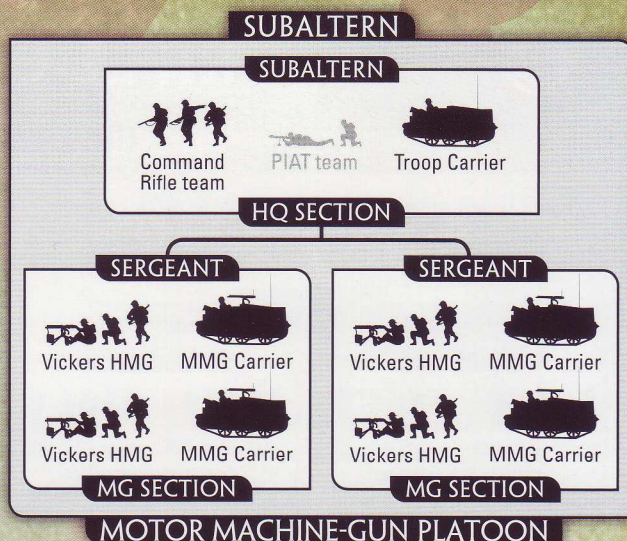 SUBALTERN
SUBALTERN
Command
Rifle team
PIAT team
Troop Carrier
HQ SECTION
SERGEANT
Vickers HMG
MMG Carrier
Vickers HMG
MMG Carrier
MG SECTION
SERGEANT
Vickers HMG
MMG Carrier
Vickers HMG
MMG Carrier
MG SECTION
MOTOR MACHINE-GUN PLATOON